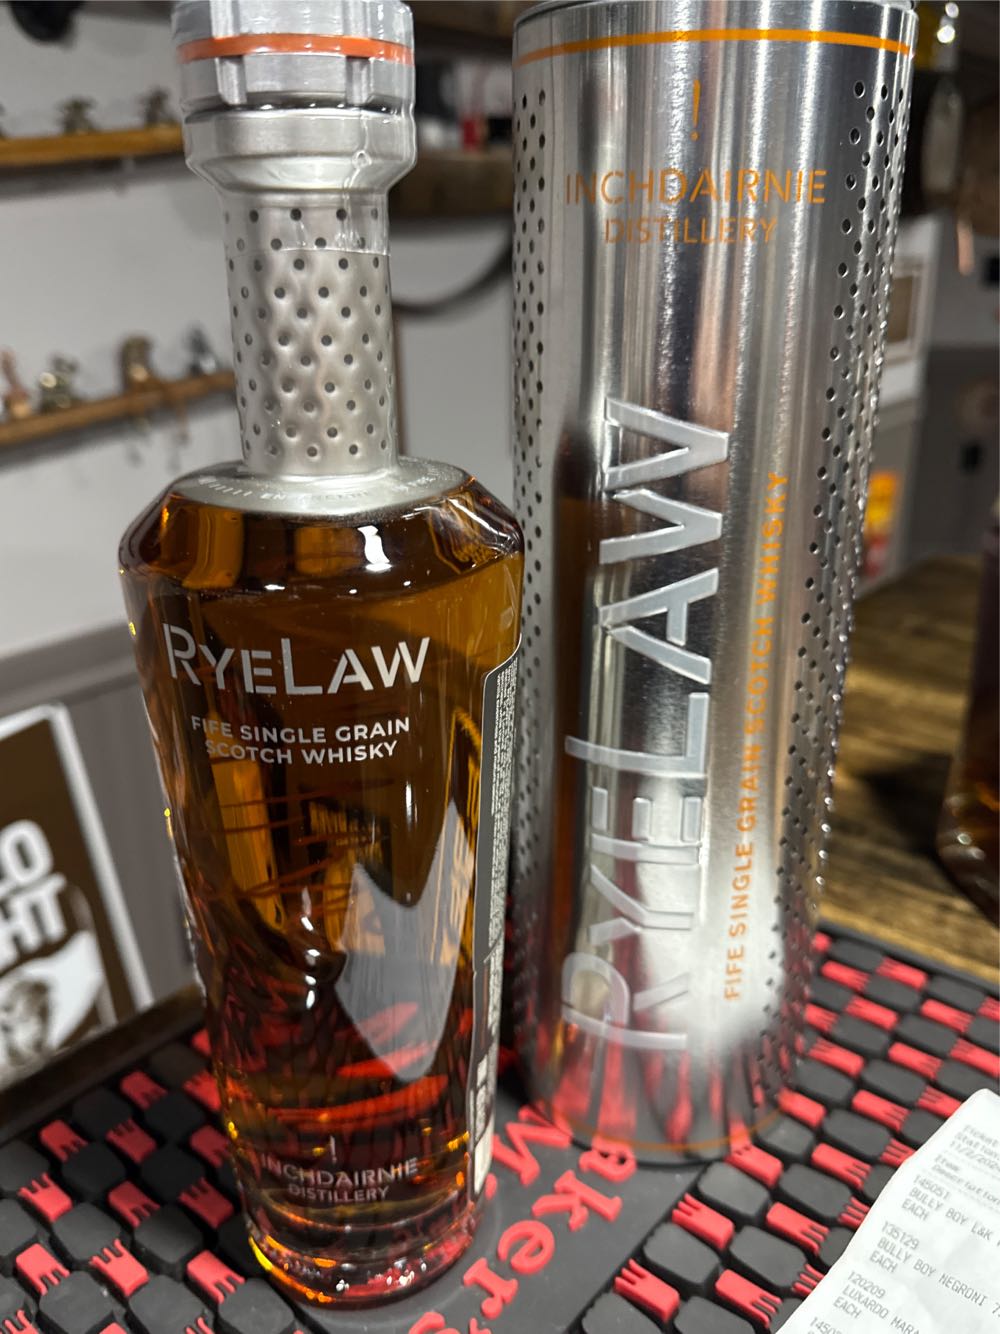 RYELAW
FIFE SINGLE GRAIN
SCOTCH WHISKY
INCHDAIRNIE
DISTILLERY
INCHDAIRNIE
DISTILLERY
RYELAW
FIFE SINGLE GRAIN SCOTCH WHISKY
Maker's
145051
BULLY BOY L&K
EACH
135129
BULLY BOY NEGRONI
EACH
120209
LUXARDO
EACH